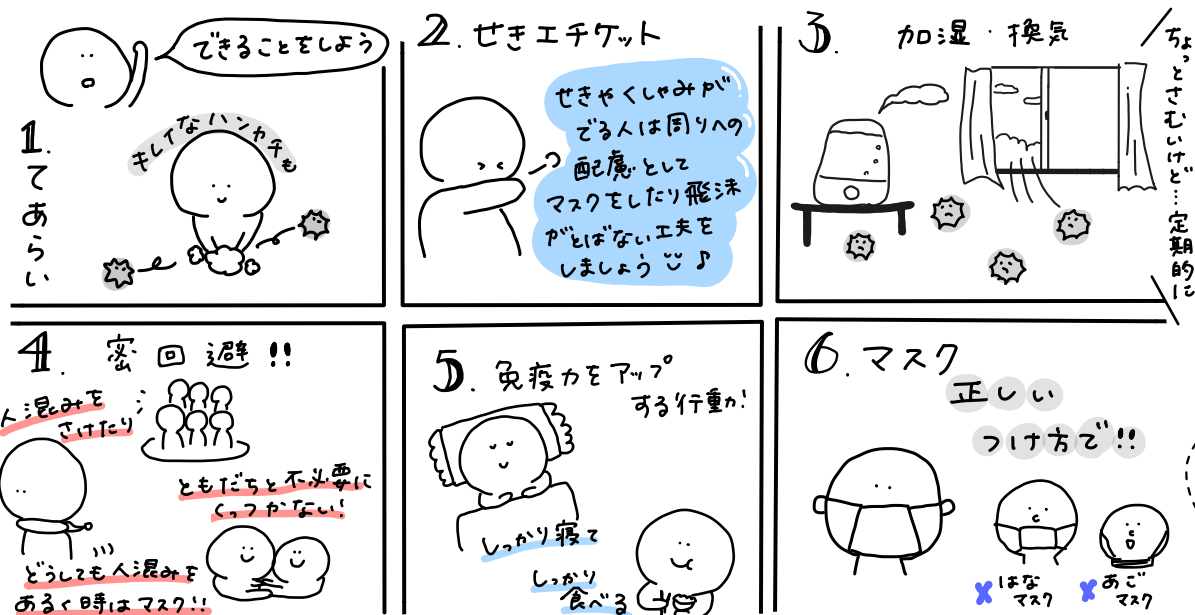 できることをしよう
1.てあらい
キレイなハンカチも
2.せきエチケット
せきやくしゃみが
でる人は周りへの
配慮として
マスクをしたり飛沫
がとばない工夫を
しましょう♪
3.加湿・換気
ちょっとさむいけど…定期的に
4.密回避!!
人混みを
さけたり
ともだちと不必要に
くっつかない!
どうしても人混みを
あるく時はマスク!!
5.免疫力をアップ
する行動が!
しっかり寝て
しっかり
食べる
6.マスク
正しい
つけ方で!!
✗はな
マスク
✗あご
マスク